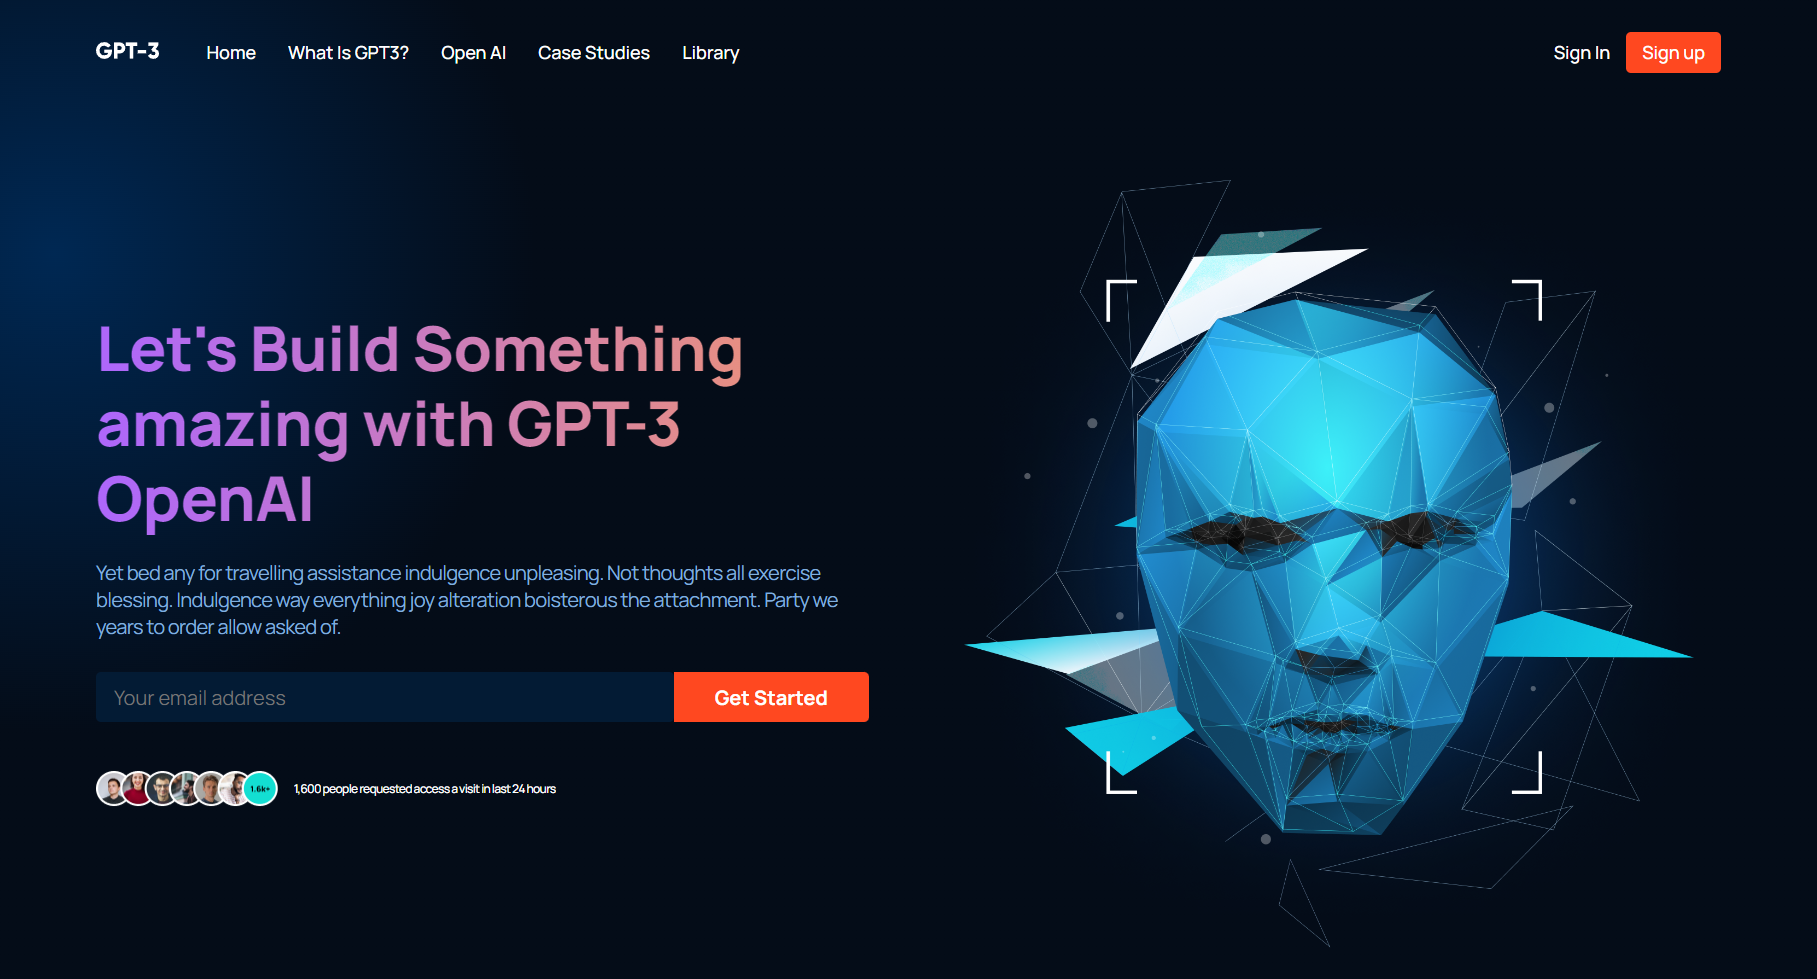 GPT-3
Home
What Is GPT3?
Open AI
Case Studies
Library
Sign In
Sign up
Let's Build Something
amazing with GPT-3
OpenAI
Yet bed any for travelling assistance indulgence unpleasing. Not thoughts all exercise
blessing. Indulgence way everything joy alteration boisterous the attachment. Party we
years to order allow asked of.
Your email address
Get Started
1.6k+
1,600 people requested access a visit in last 24 hours